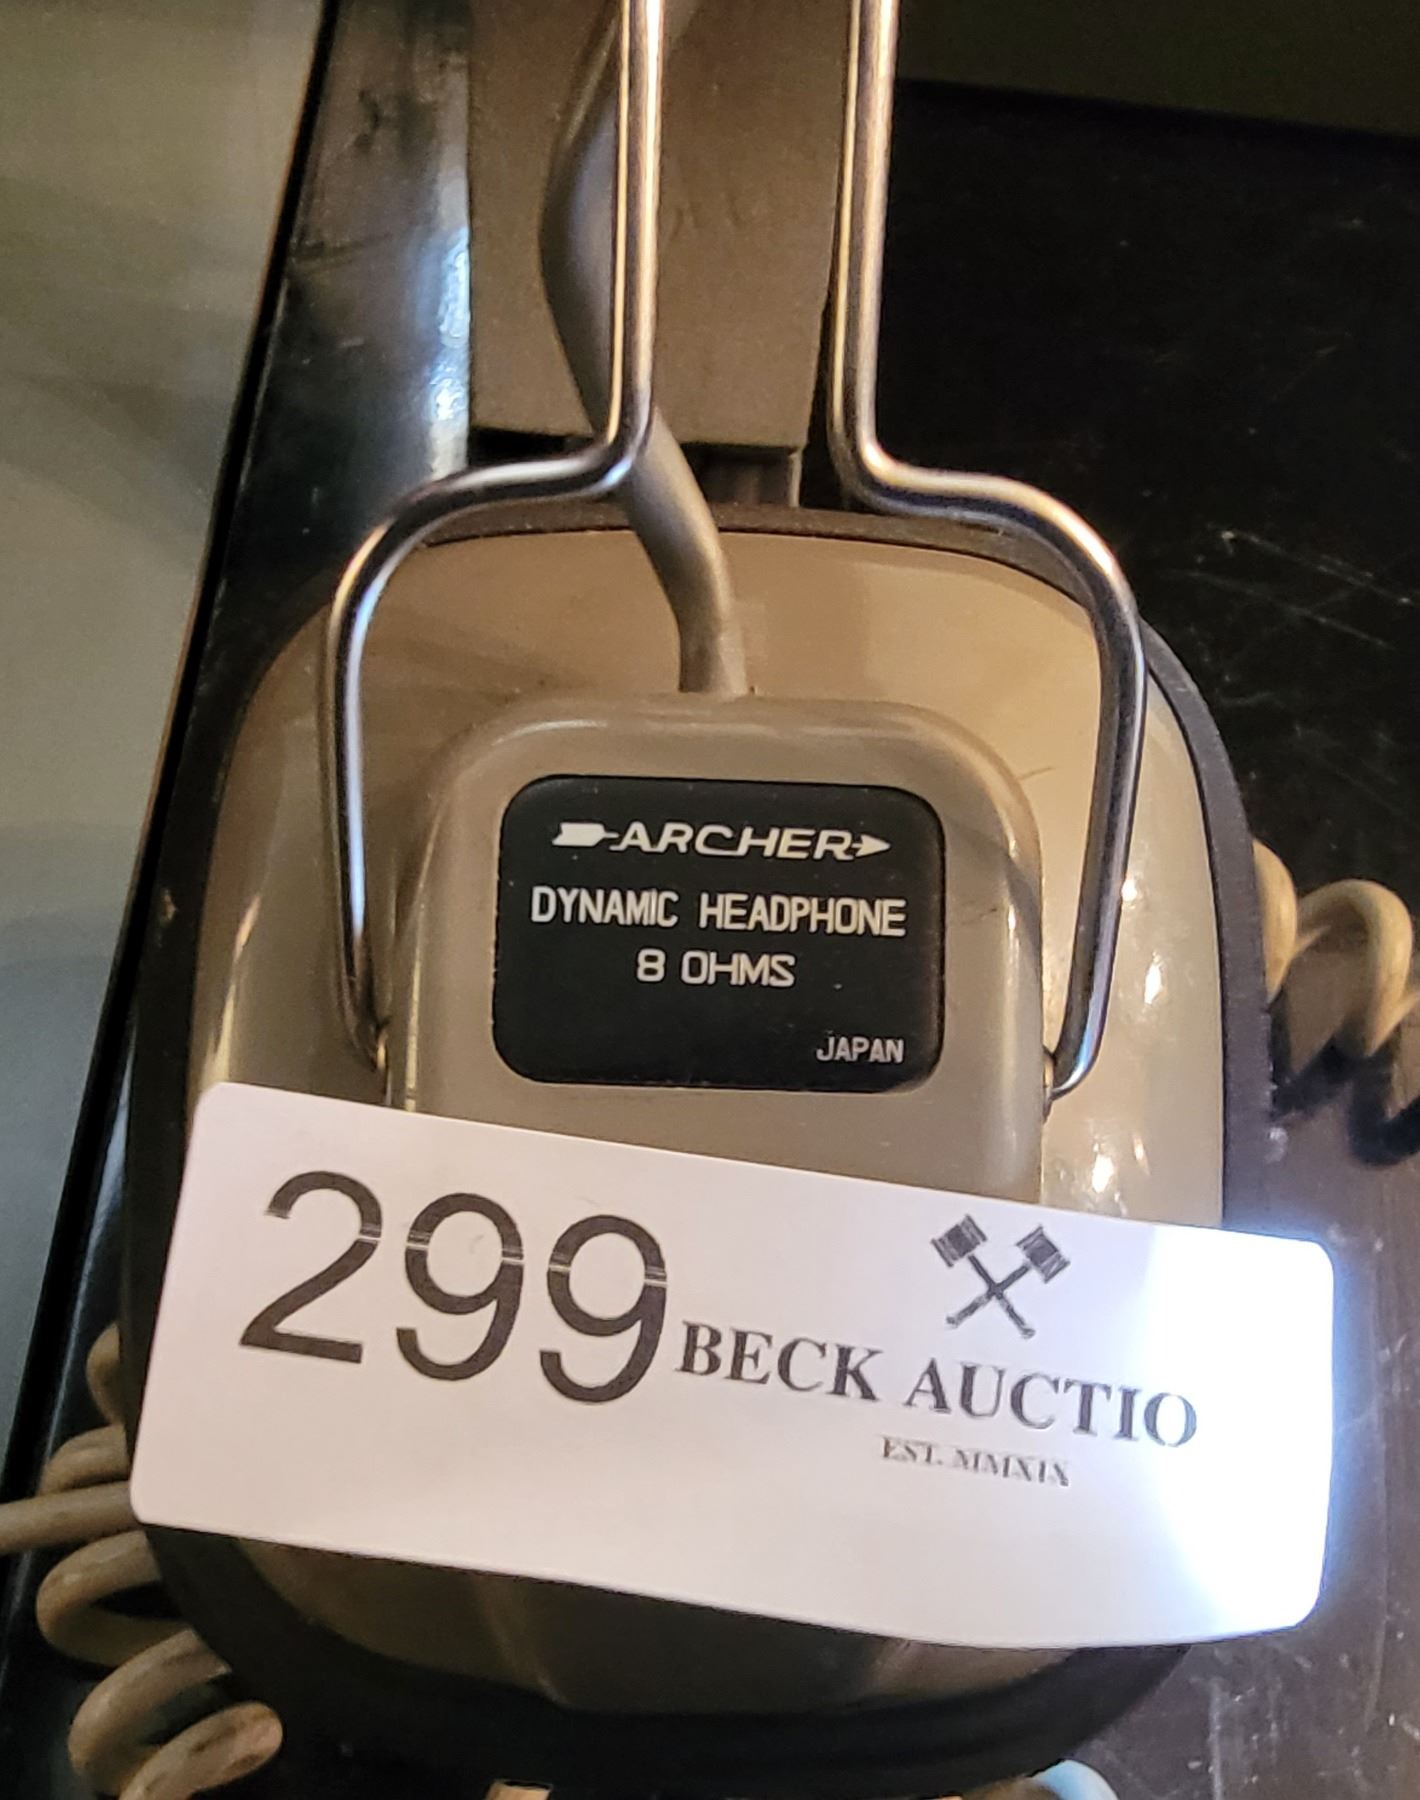 ARCHER
DYNAMIC HEADPHONE
8 OHMS
JAPAN
299
BECK AUCTIO
EST. MMXIX